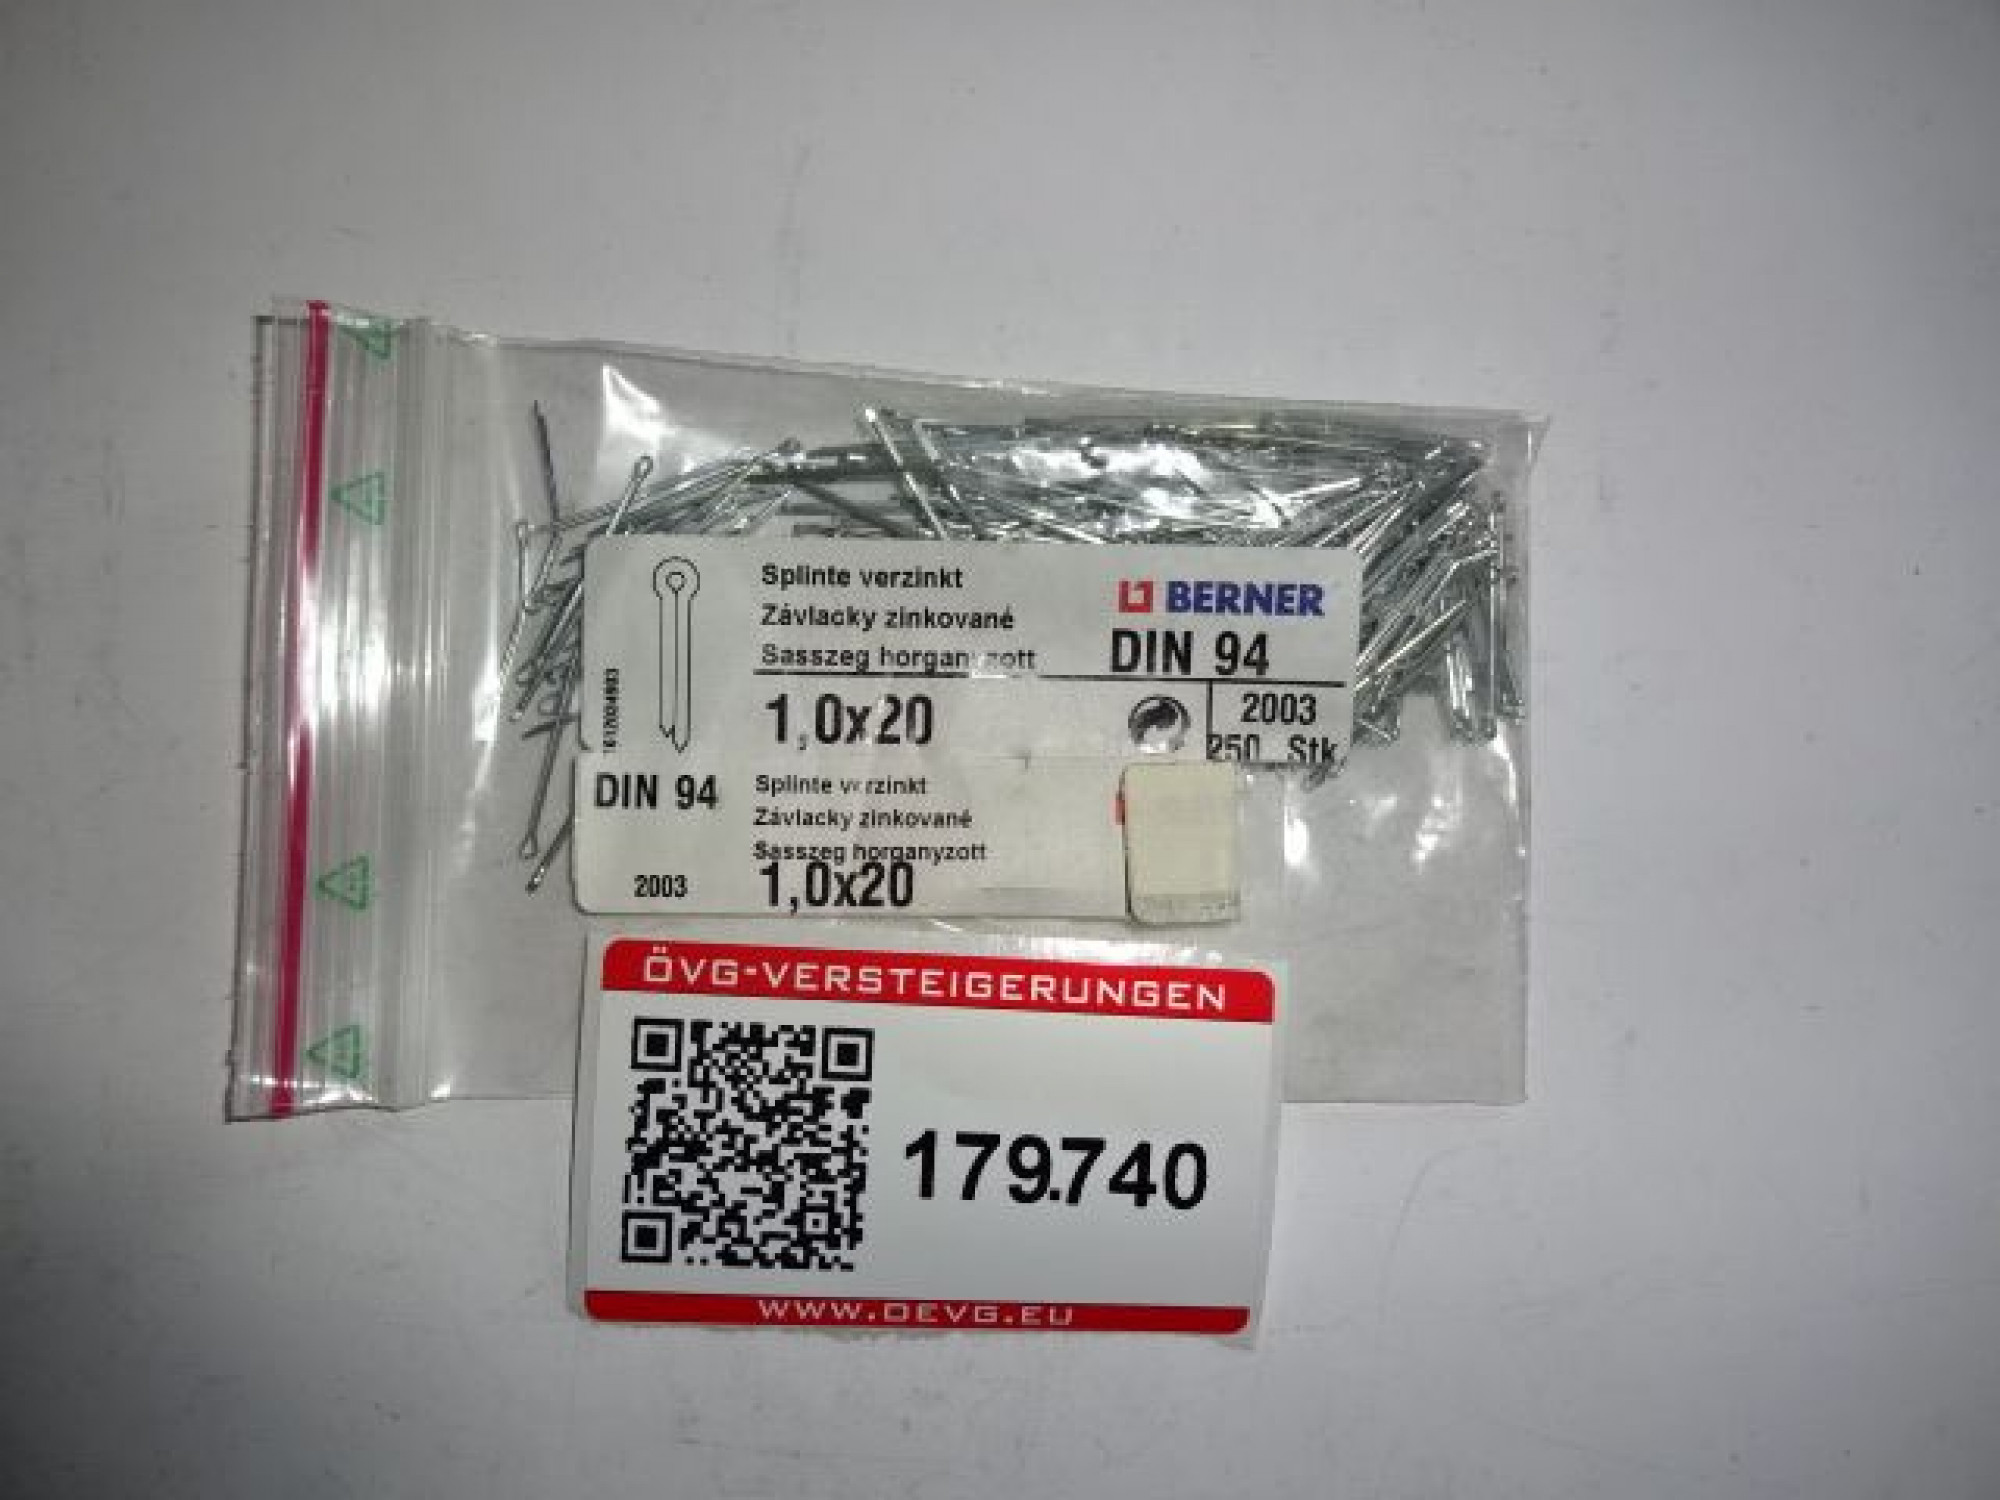 Splinte verzinkt
BERNER
Závlacky zinkované
DIN 94
Sasszeg horganyzott
1,0x20
2003
250 Stk
DIN 94
Splinte verzinkt
Závlacky zinkované
Sasszeg horganyzott
2003
1,0x20
ÖVG-VERSTEIGERUNGEN
179.740
WWW.OEVG.EU